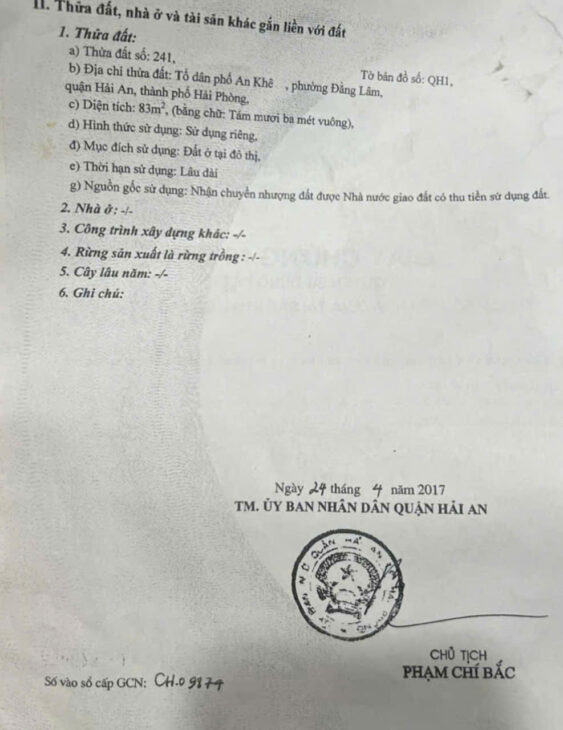 II. Thửa đất, nhà ở và tài sản khác gắn liền với đất
1. Thửa đất:
a) Thửa đất số: 241, Tờ bản đồ số: QH1,
b) Địa chỉ thửa đất: Tổ dân phố An Khê , phường Đằng Lâm,
quận Hải An, thành phố Hải Phòng,
c) Diện tích: 83m², (bằng chữ: Tám mươi ba mét vuông),
d) Hình thức sử dụng: Sử dụng riêng,
đ) Mục đích sử dụng: Đất ở tại đô thị,
e) Thời hạn sử dụng: Lâu dài
g) Nguồn gốc sử dụng: Nhận chuyển nhượng đất được Nhà nước giao đất có thu tiền sử dụng đất.
2. Nhà ở: -/-
3. Công trình xây dựng khác: -/-
4. Rừng sản xuất là rừng trồng: -/-
5. Cây lâu năm: -/-
6. Ghi chú:
Ngày 24 tháng 4 năm 2017
TM. ỦY BAN NHÂN DÂN QUẬN HẢI AN
CHỦ TỊCH
PHẠM CHÍ BẮC
Số vào sổ cấp GCN: CH.09874